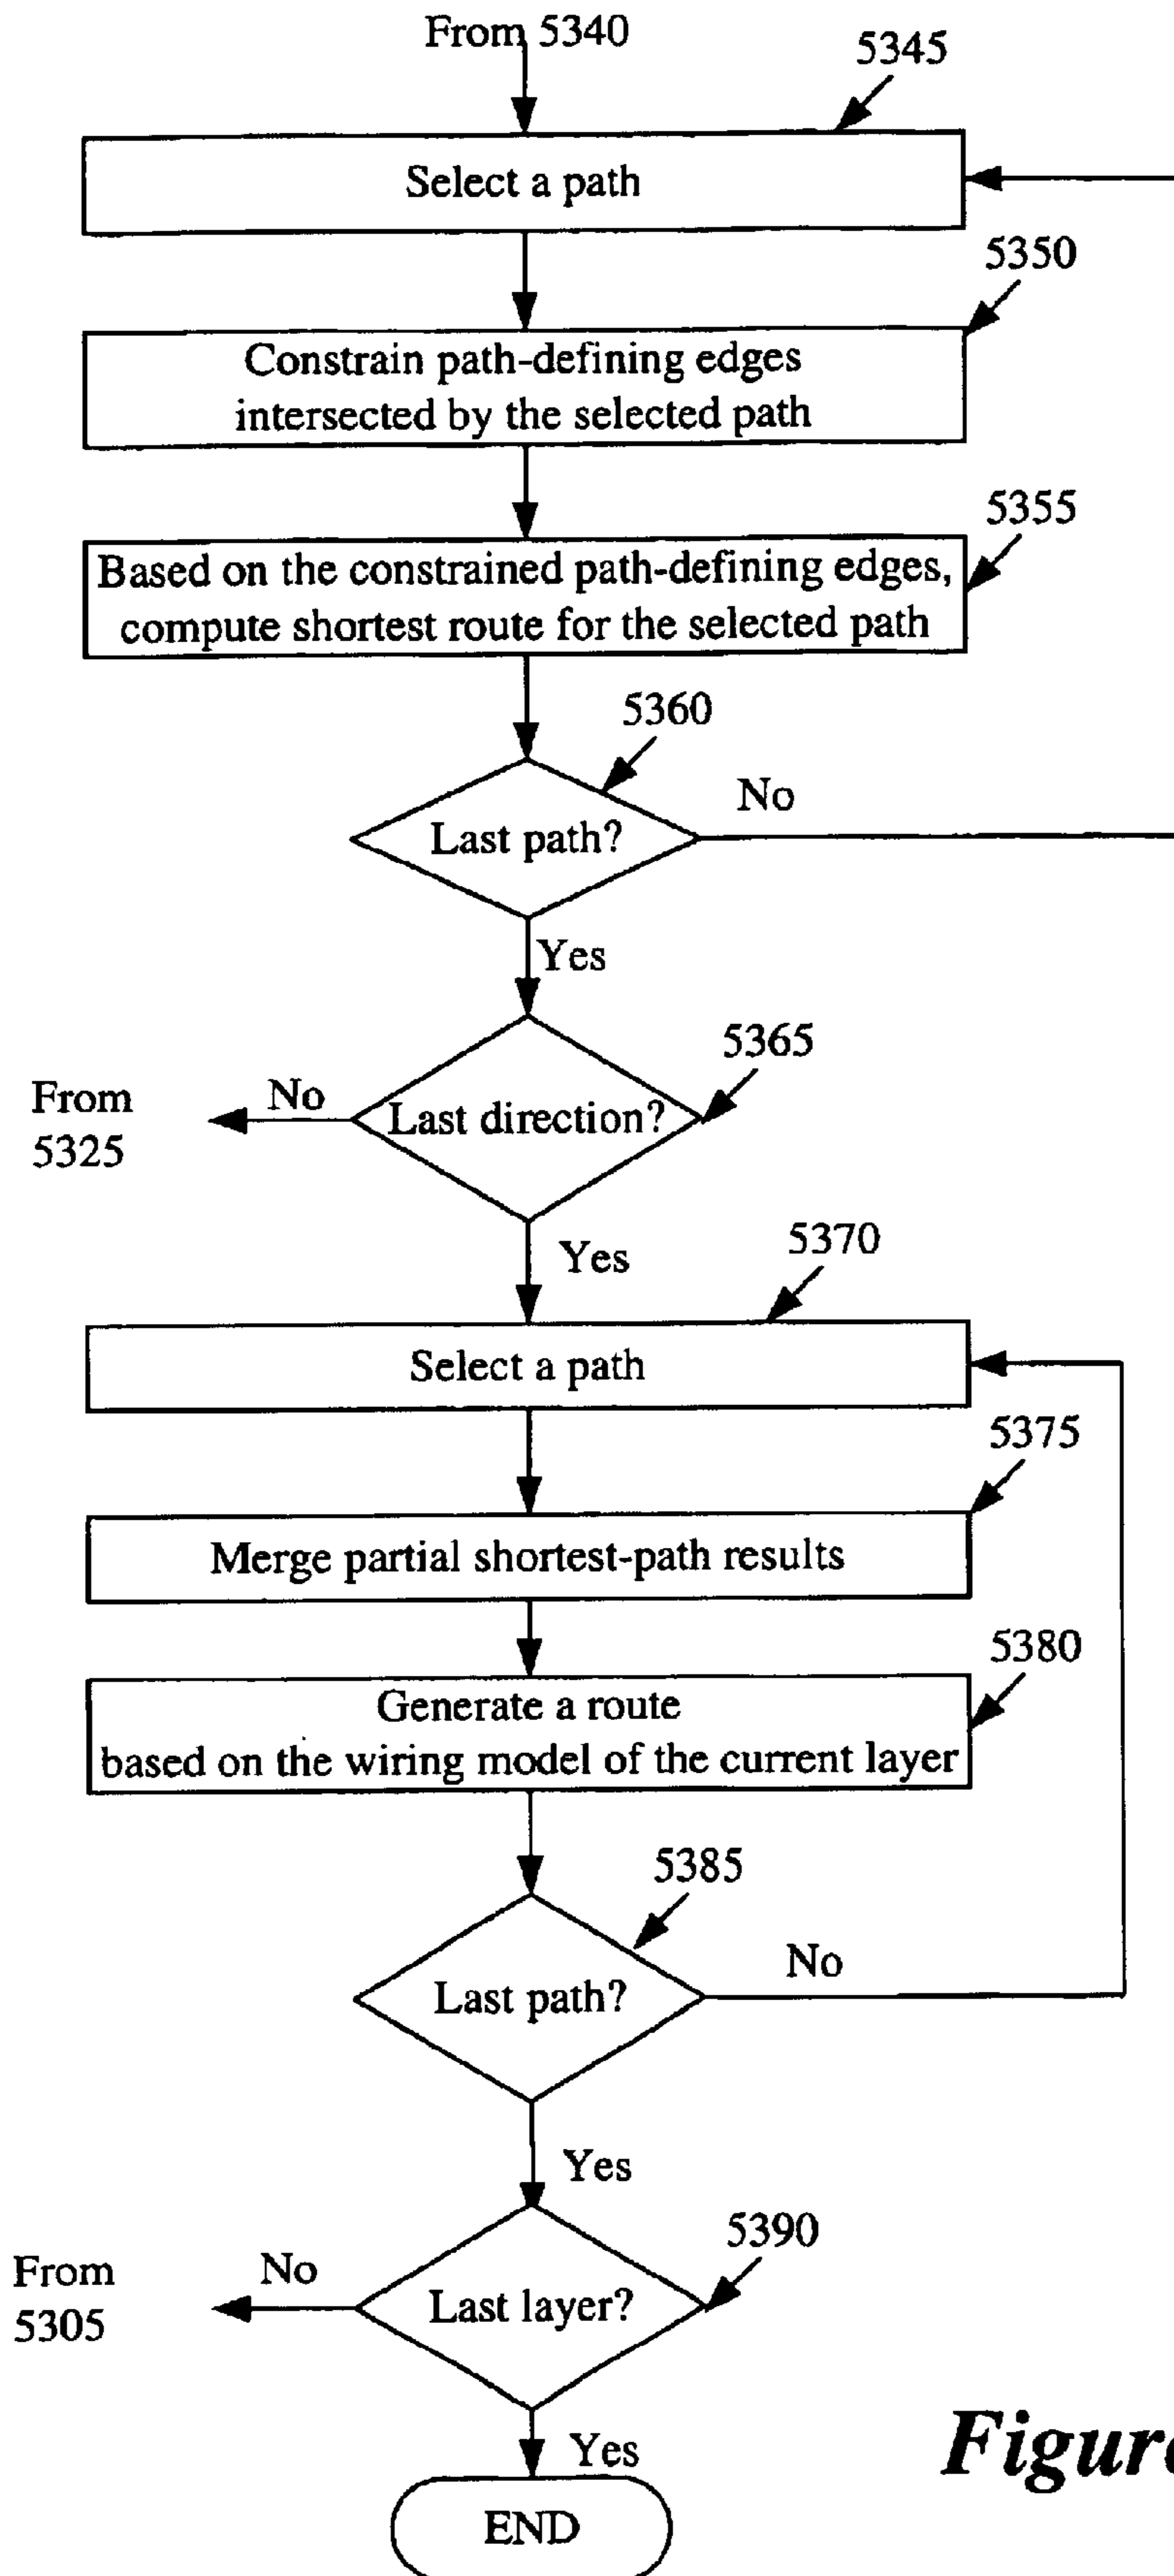 From 5340
5345
Select a path
5350
Constrain path-defining edges
intersected by the selected path
5355
Based on the constrained path-defining edges,
compute shortest route for the selected path
5360
Last path?
No
Yes
5365
Last direction?
No
From
5325
Yes
5370
Select a path
5375
Merge partial shortest-path results
5380
Generate a route
based on the wiring model of the current layer
5385
Last path?
No
Yes
5390
Last layer?
No
From
5305
Yes
END
Figure